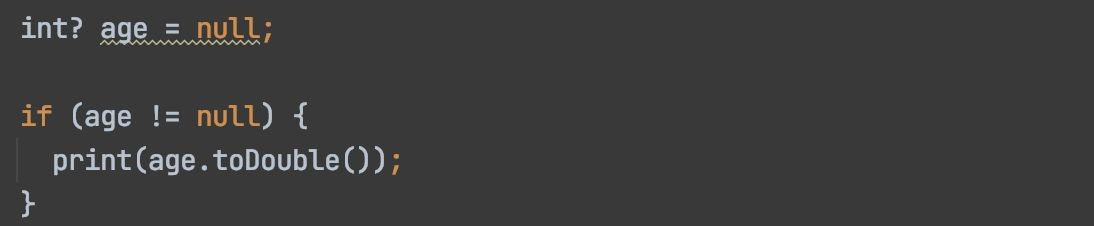 int? age = null;
if (age != null) {
  print(age.toDouble());
}